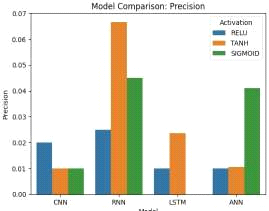 Model Comparison: Precision
Activation
RELU
TANH
SIGMOID
0.07
0.06
0.05
0.04
0.03
0.02
0.01
0.00
Precision
CNN RNN LSTM ANN
Model